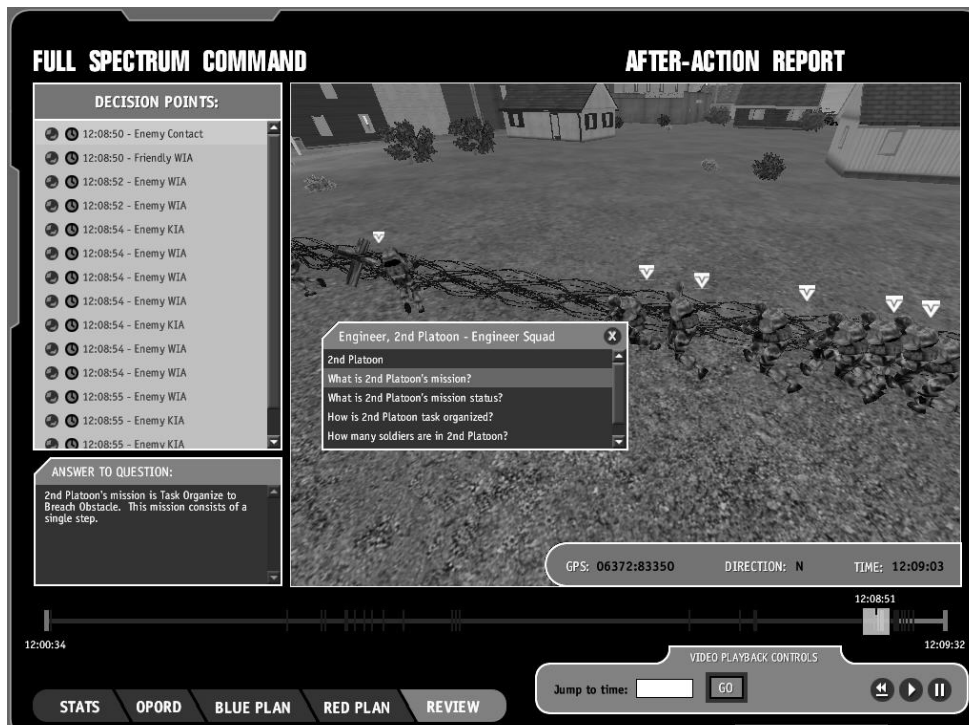 FULL SPECTRUM COMMAND
AFTER-ACTION REPORT
DECISION POINTS:
12:08:50 - Enemy Contact
12:08:50 - Friendly WIA
12:08:52 - Enemy WIA
12:08:52 - Enemy WIA
12:08:54 - Enemy KIA
12:08:54 - Enemy WIA
12:08:54 - Enemy WIA
12:08:54 - Enemy WIA
12:08:54 - Enemy KIA
12:08:54 - Enemy WIA
12:08:54 - Enemy WIA
12:08:55 - Enemy WIA
12:08:55 - Enemy KIA
12:08:55 - Enemy KIA
Engineer, 2nd Platoon - Engineer Squad
2nd Platoon
What is 2nd Platoon's mission?
What is 2nd Platoon's mission status?
How is 2nd Platoon task organized?
How many soldiers are in 2nd Platoon?
ANSWER TO QUESTION:
2nd Platoon's mission is Task Organize to
Breach Obstacle. This mission consists of a
single step.
GPS: 06372:83350 DIRECTION: N TIME: 12:09:03
12:08:51
12:00:34
12:09:32
VIDEO PLAYBACK CONTROLS
Jump to time: GO
STATS OPORD BLUE PLAN RED PLAN REVIEW